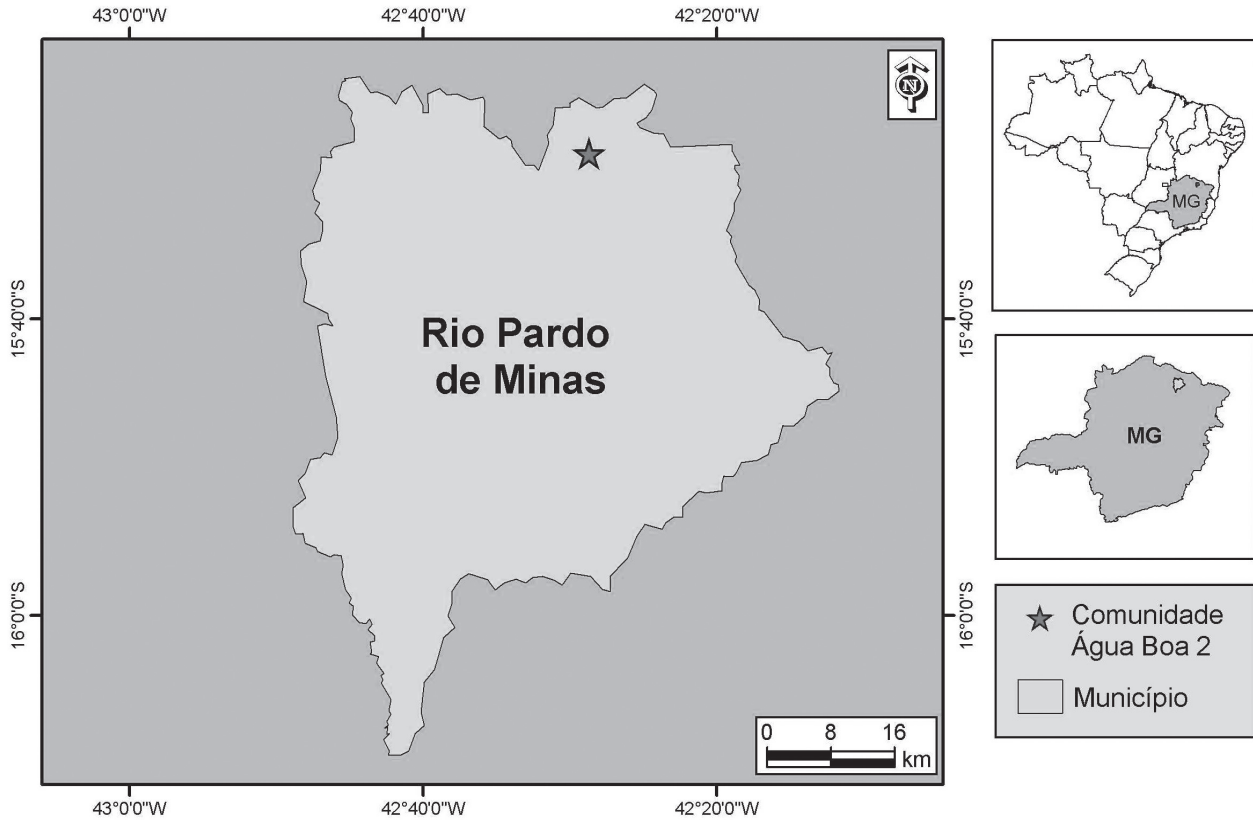 43°0'0"W
42°40'0"W
42°20'0"W
N
MG
15°40'0"S
15°40'0"S
Rio Pardo
de Minas
MG
16°0'0"S
16°0'0"S
Comunidade
Água Boa 2
Município
0 8 16
km
43°0'0"W
42°40'0"W
42°20'0"W